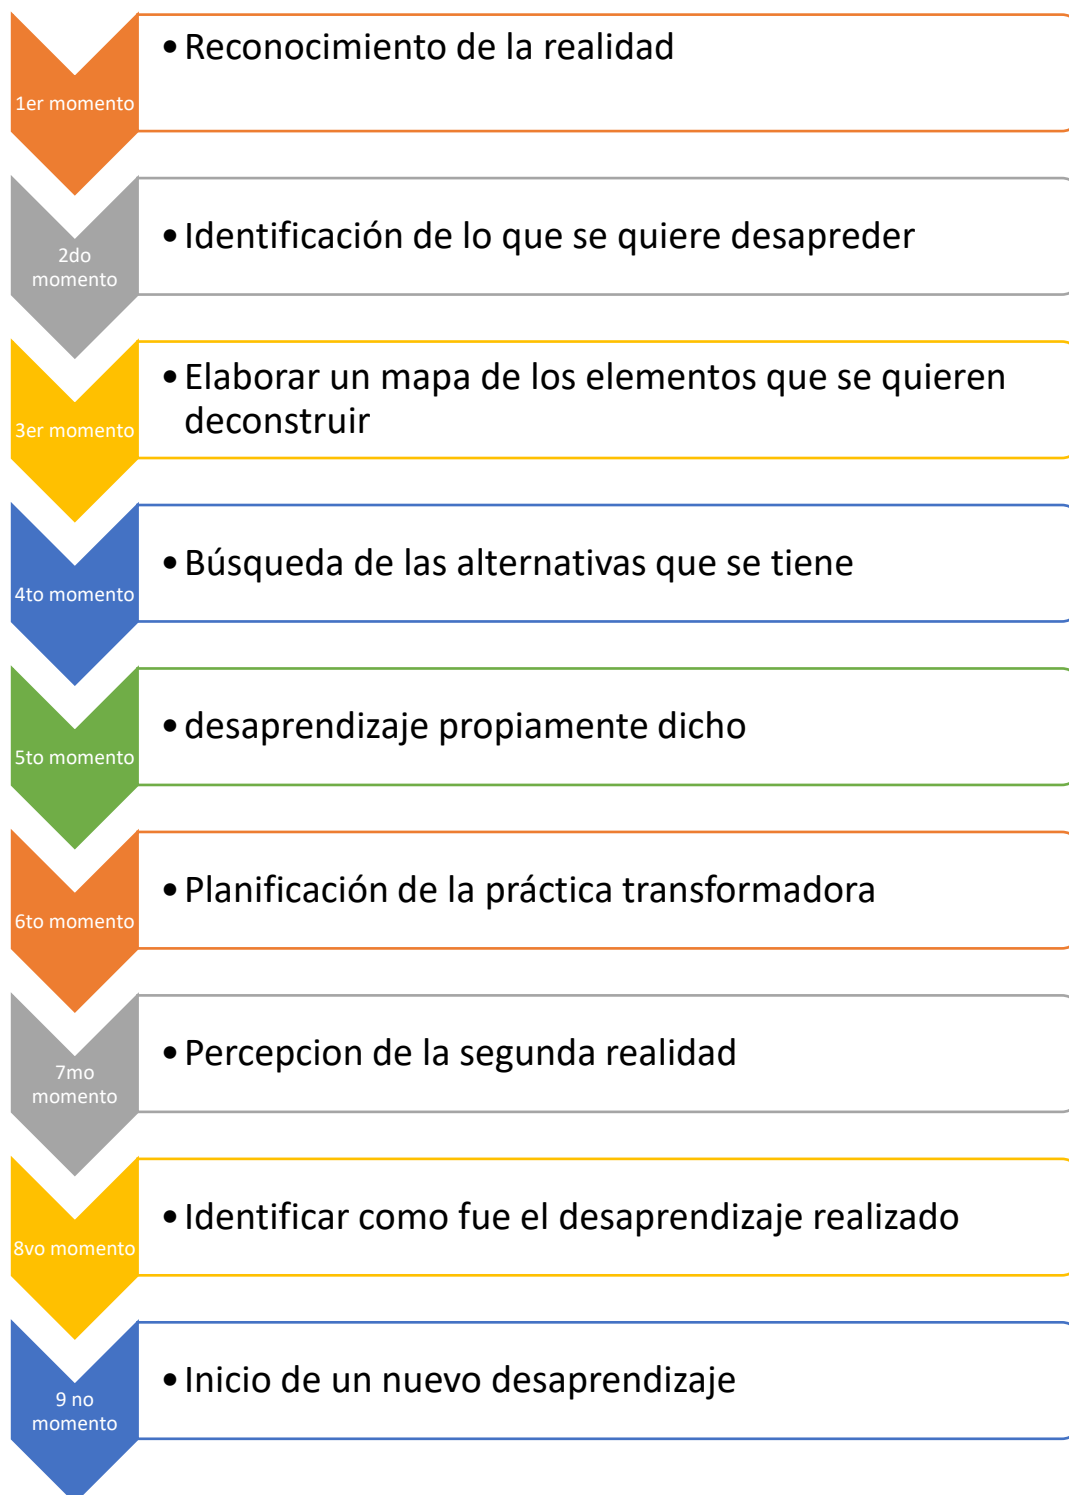 1er momento
• Reconocimiento de la realidad
2do
momento
• Identificación de lo que se quiere desapreder
3er momento
• Elaborar un mapa de los elementos que se quieren
deconstruir
4to momento
• Búsqueda de las alternativas que se tiene
5to momento
• desaprendizaje propiamente dicho
6to momento
• Planificación de la práctica transformadora
7mo
momento
• Percepcion de la segunda realidad
8vo momento
• Identificar como fue el desaprendizaje realizado
9 no
momento
• Inicio de un nuevo desaprendizaje